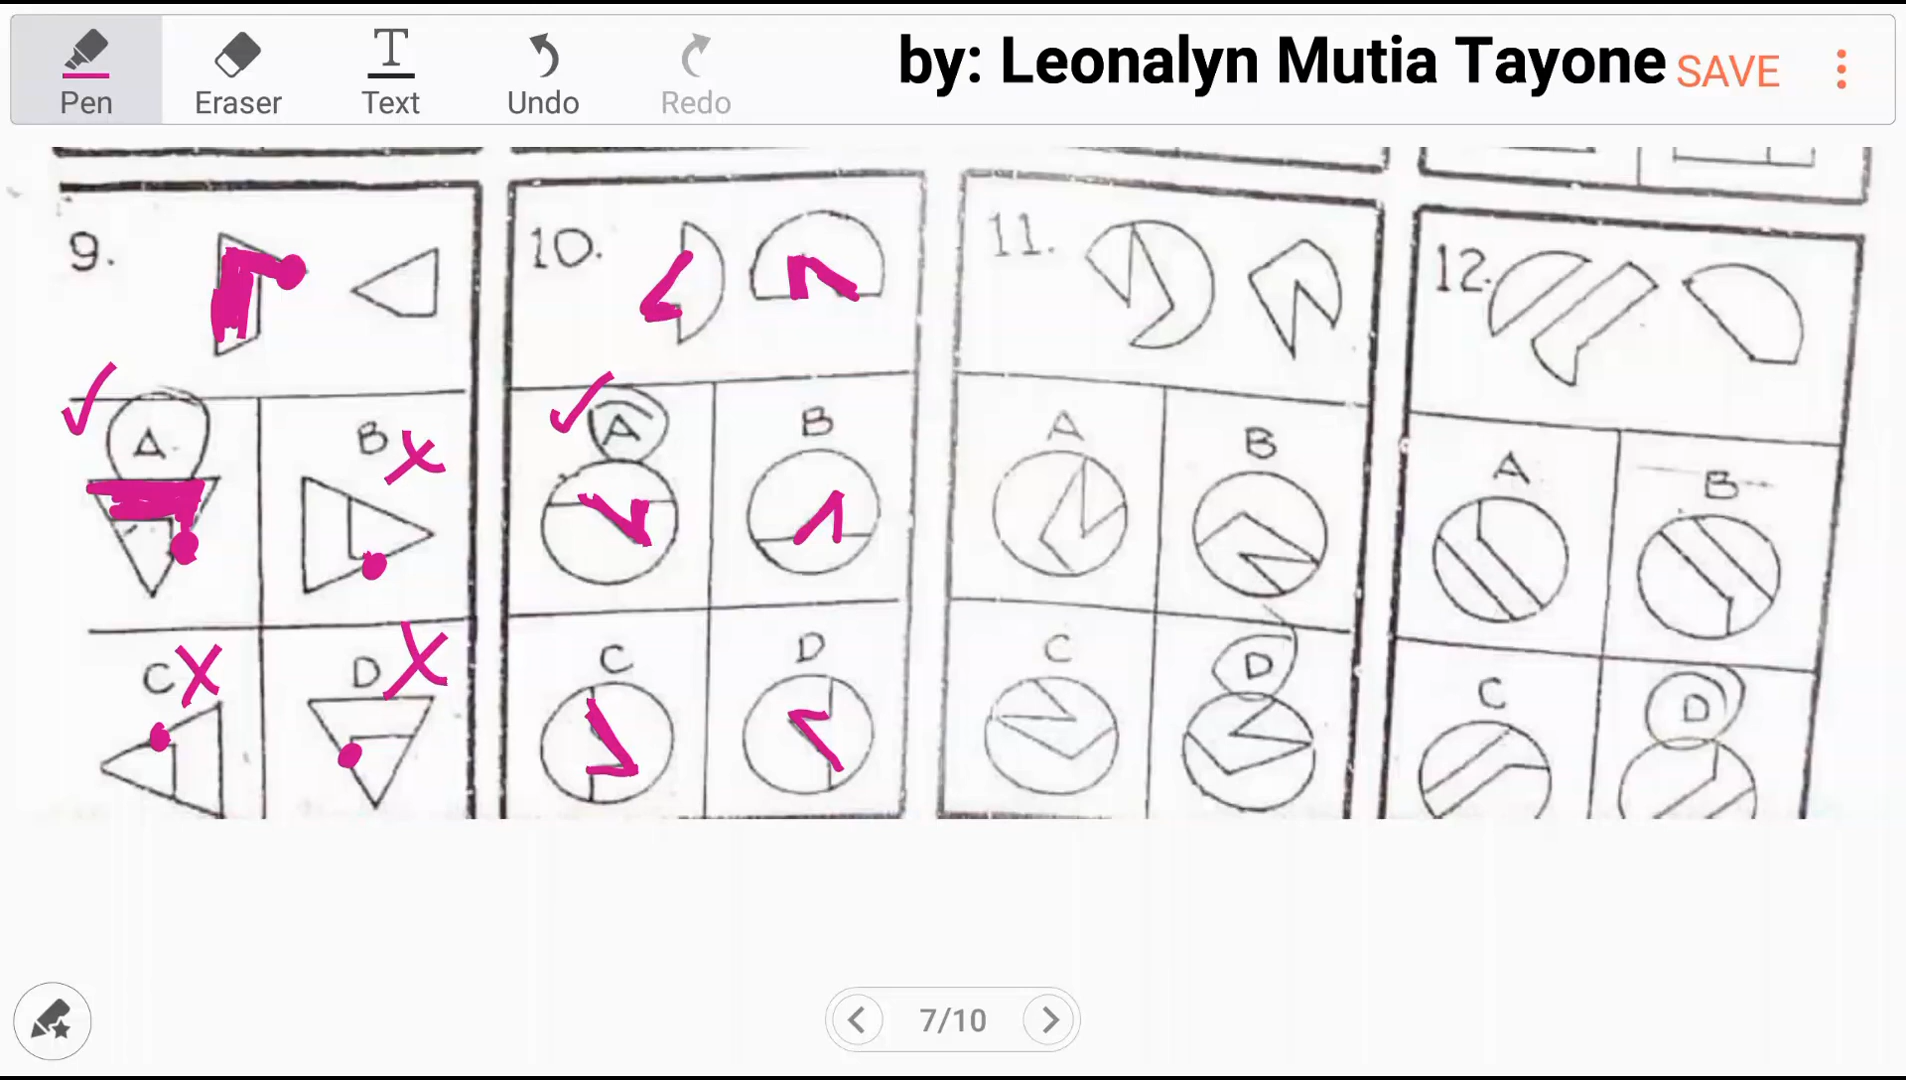 by: Leonalyn Mutia Tayone
SAVE
Pen
Eraser
Text
Undo
Redo
9.
10.
11.
12.
A
B
A
B
A
B
A
B
C
D
C
D
C
D
C
D
7/10